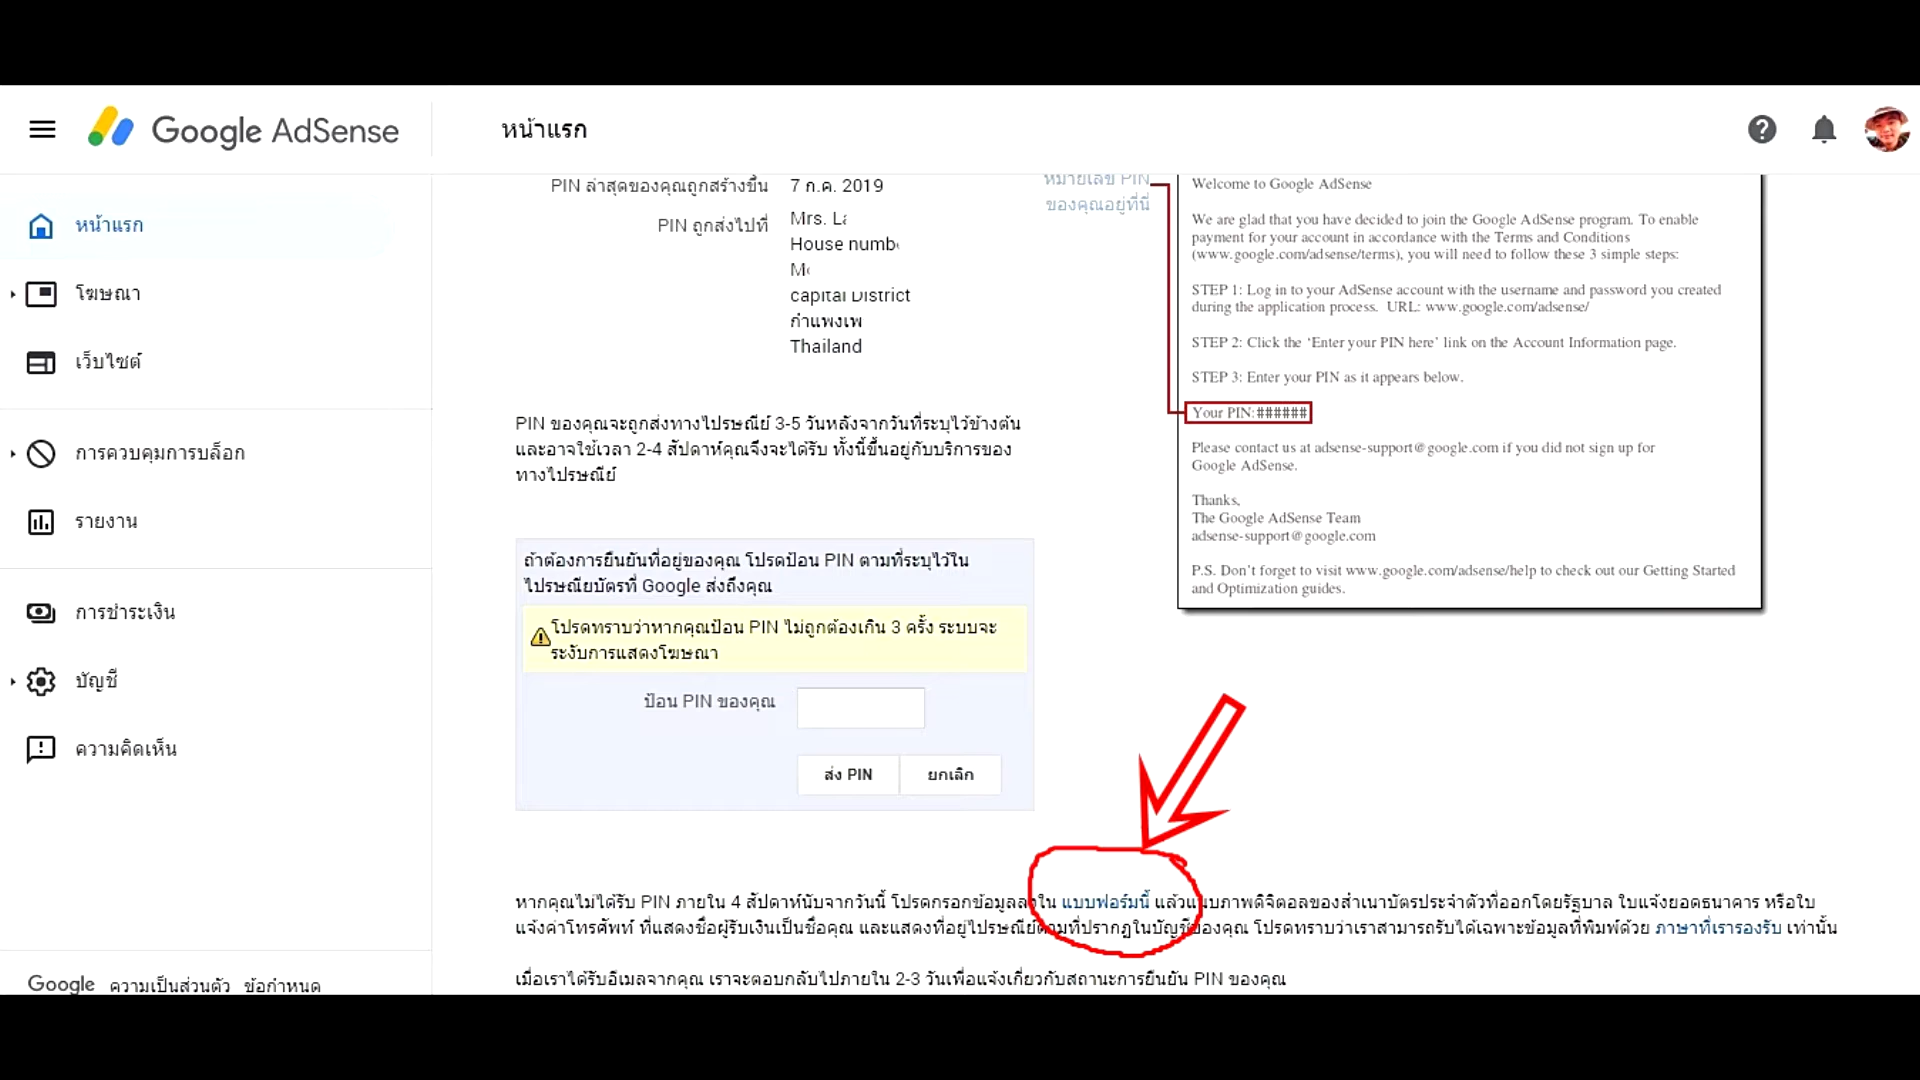 Google AdSense
หน้าแรก
หน้าแรก
โฆษณา
เว็บไซต์
การควบคุมการบล็อก
รายงาน
การชำระเงิน
บัญชี
ความคิดเห็น
Google ความเป็นส่วนตัว ข้อกำหนด
PIN ล่าสุดของคุณถูกสร้างขึ้น 7 ก.ค. 2019
PIN ถูกส่งไปที่ Mrs.
House
capital District
กำแพงเพ
Thailand
PIN ของคุณจะถูกส่งทางไปรษณีย์ 3-5 วันหลังจากวันที่ระบุไว้ข้างต้น
และอาจใช้เวลา 2-4 สัปดาห์คุณจึงจะได้รับ ทั้งนี้ขึ้นอยู่กับบริการของ
ทางไปรษณีย์
ถ้าต้องการยืนยันที่อยู่ของคุณ โปรดป้อน PIN ตามที่ระบุไว้ใน
ไปรษณียบัตรที่ Google ส่งถึงคุณ
โปรดทราบว่าหากคุณป้อน PIN ไม่ถูกต้องเกิน 3 ครั้ง ระบบจะ
ระงับการแสดงโฆษณา
ป้อน PIN ของคุณ
ส่ง PIN ยกเลิก
หมายเลข PIN
ของคุณอยู่ที่นี่
Welcome to Google AdSense
We are glad that you have decided to join the Google AdSense program. To enable
payment for your account in accordance with the Terms and Conditions
(www.google.com/adsense/terms), you will need to follow these 3 simple steps:
STEP 1: Log in to your AdSense account with the username and password you created
during the application process. URL: www.google.com/adsense/
STEP 2: Click the ‘Enter your PIN here’ link on the Account Information page.
STEP 3: Enter your PIN as it appears below.
Your PIN:######
Please contact us at adsense-support@google.com if you did not sign up for
Google AdSense.
Thanks,
The Google AdSense Team
adsense-support@google.com
P.S. Don’t forget to visit www.google.com/adsense/help to check out our Getting Started
and Optimization guides.
หากคุณไม่ได้รับ PIN ภายใน 4 สัปดาห์นับจากวันนี้ โปรดกรอกข้อมูลลงใน แบบฟอร์มนี้ แล้วแนบภาพดิจิตอลของสำเนาบัตรประจำตัวที่ออกโดยรัฐบาล ใบแจ้งยอดธนาคาร หรือใบ
แจ้งค่าโทรศัพท์ ที่แสดงชื่อผู้รับเงินเป็นชื่อคุณ และแสดงที่อยู่ไปรษณีย์ตามที่ปรากฏในบัญชีของคุณ โปรดทราบว่าเราสามารถรับได้เฉพาะข้อมูลที่พิมพ์ด้วย ภาษาที่เรารองรับ เท่านั้น
เมื่อเราได้รับอีเมลจากคุณ เราจะตอบกลับไปภายใน 2-3 วันเพื่อแจ้งเกี่ยวกับสถานะการยืนยัน PIN ของคุณ